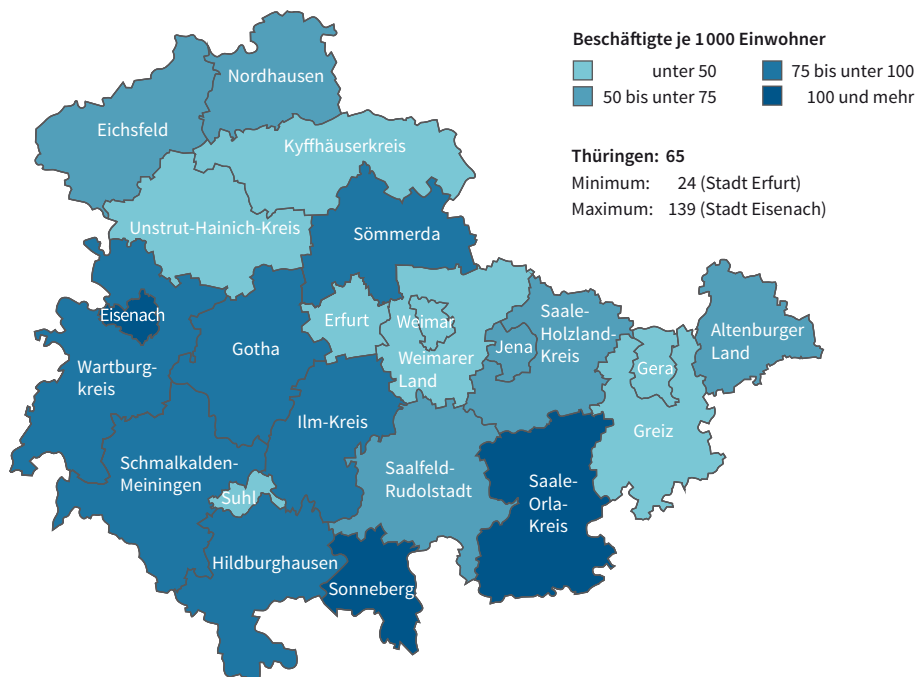 Beschäftigte je 1000 Einwohner
unter 50
75 bis unter 100
50 bis unter 75
100 und mehr
Thüringen: 65
Minimum: 24 (Stadt Erfurt)
Maximum: 139 (Stadt Eisenach)
Nordhausen
Eichsfeld
Kyffhäuserkreis
Unstrut-Hainich-Kreis
Sömmerda
Eisenach
Wartburg-
kreis
Gotha
Erfurt
Weimar
Weimarer
Land
Jena
Saale-
Holzland-
Kreis
Gera
Altenburger
Land
Greiz
Ilm-Kreis
Schmalkalden-
Meiningen
Suhl
Saalfeld-
Rudolstadt
Saale-
Orla-
Kreis
Hildburghausen
Sonneberg